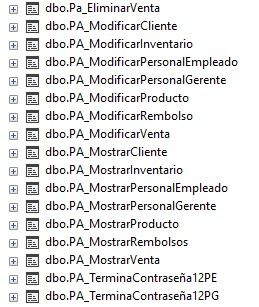 dbo.Pa_EliminarVenta
dbo.PA_ModificarCliente
dbo.PA_ModificarInventario
dbo.PA_ModificarPersonalEmpleado
dbo.PA_ModificarPersonalGerente
dbo.PA_ModificarProducto
dbo.PA_ModificarRembolso
dbo.PA_ModificarVenta
dbo.PA_MostrarCliente
dbo.PA_MostrarInventario
dbo.PA_MostrarPersonalEmpleado
dbo.PA_MostrarPersonalGerente
dbo.PA_MostrarProducto
dbo.PA_MostrarRembolsos
dbo.PA_MostrarVenta
dbo.PA_TerminaContraseña12PE
dbo.PA_TerminaContraseña12PG